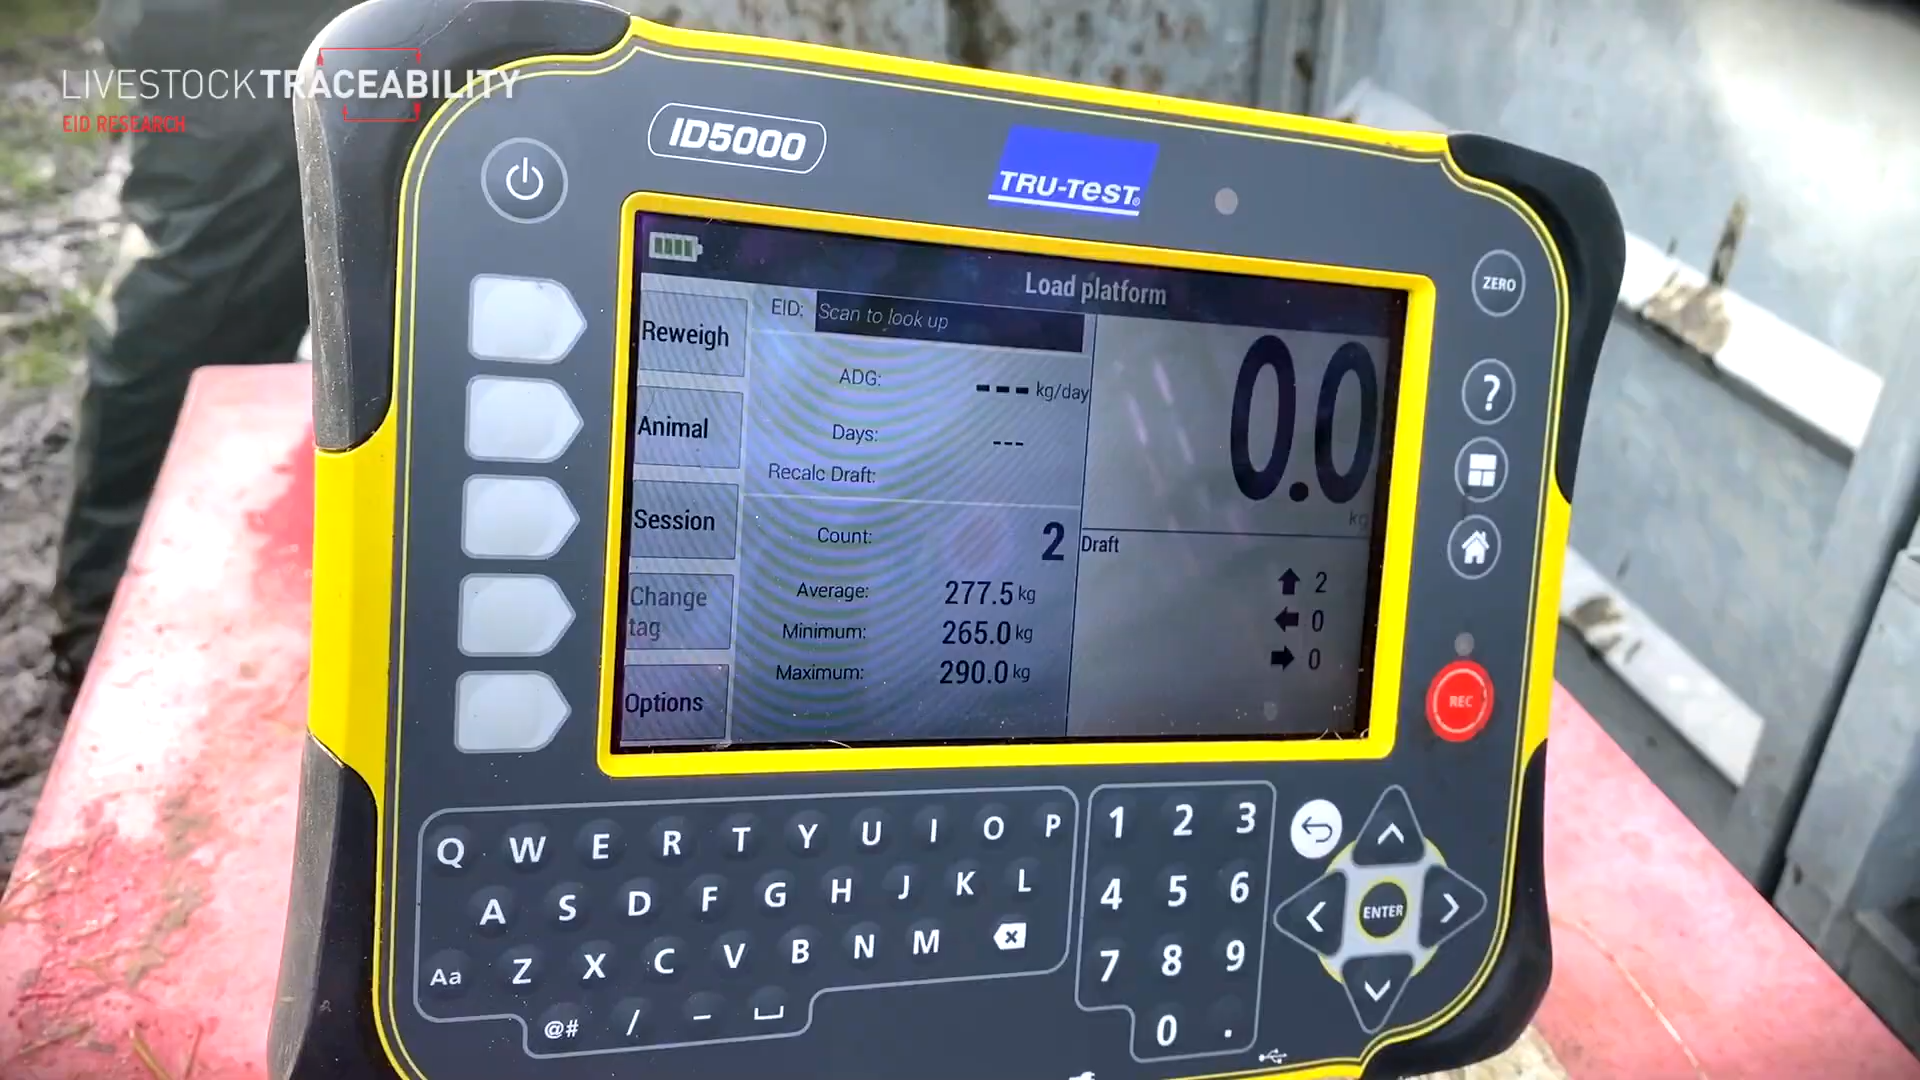 LIVESTOCKTRACEABILITY
EID RESEARCH
ID5000
TRU-TEST®
ZERO
?
Load platform
EID: Scan to look up
Reweigh
Animal
Session
Change
tag
Options
ADG: --- kg/day
Days: ---
Recalc Draft:
Count: 2
Average: 277.5 kg
Minimum: 265.0 kg
Maximum: 290.0 kg
0.0
kg
Draft
2
0
0
REC
Q W E R T Y U I O P
A S D F G H J K L
Aa Z X C V B N M
@# / –
1 2 3
4 5 6
7 8 9
0 .
ENTER